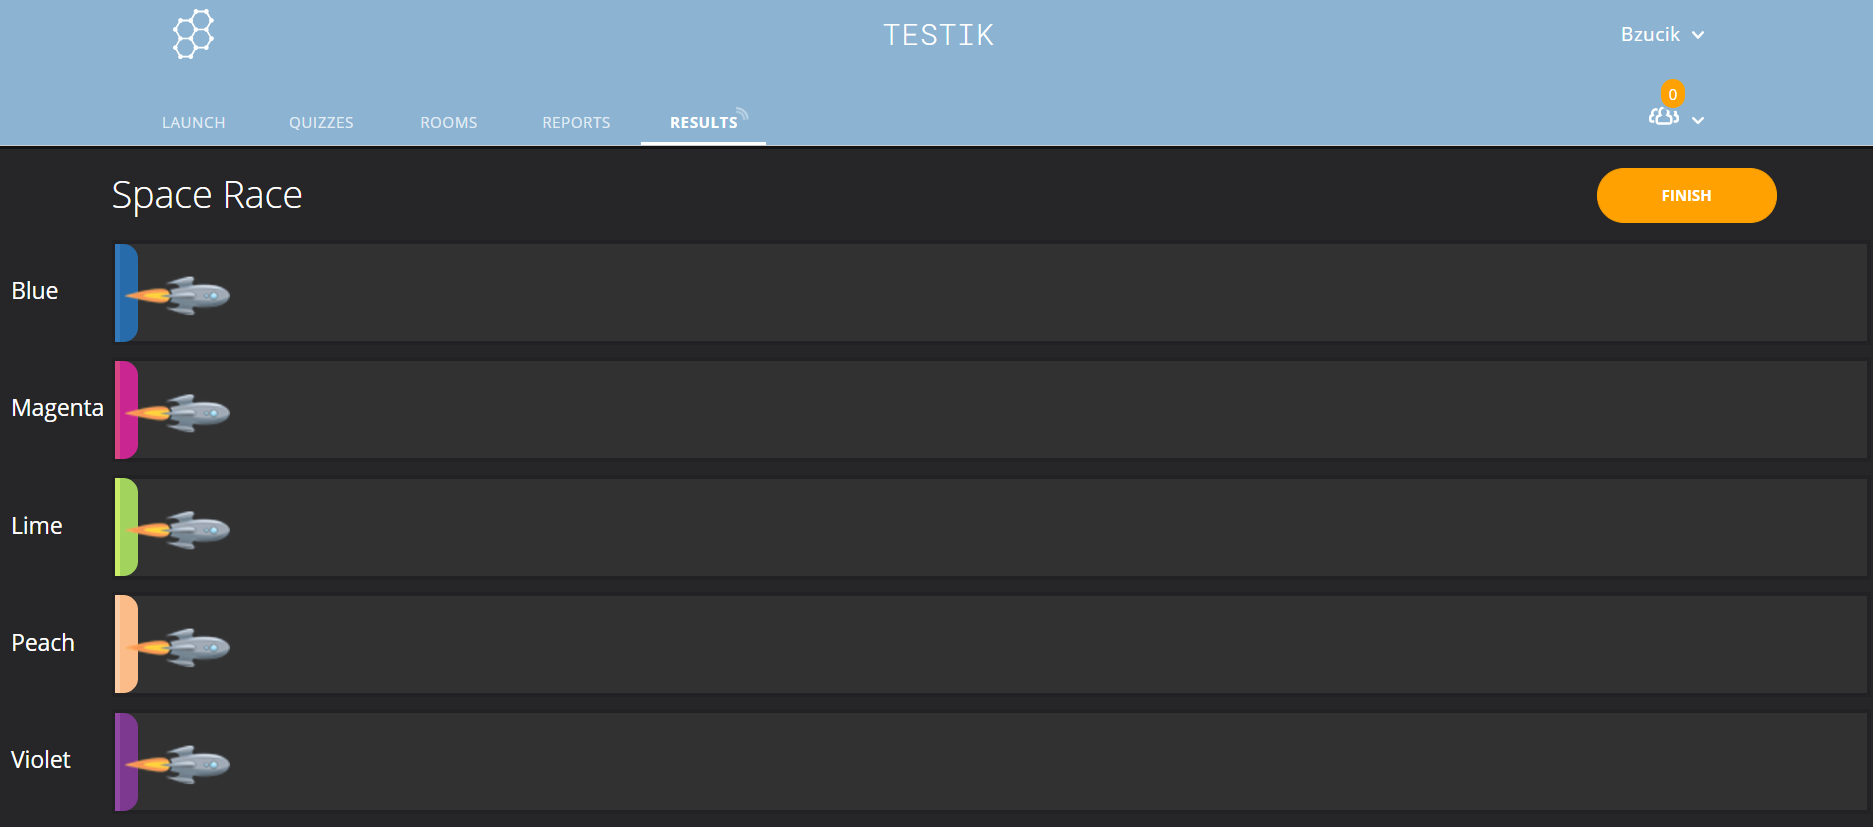 TESTIK
Bzucik
0
LAUNCH QUIZZES ROOMS REPORTS RESULTS
Space Race
FINISH
Blue
Magenta
Lime
Peach
Violet